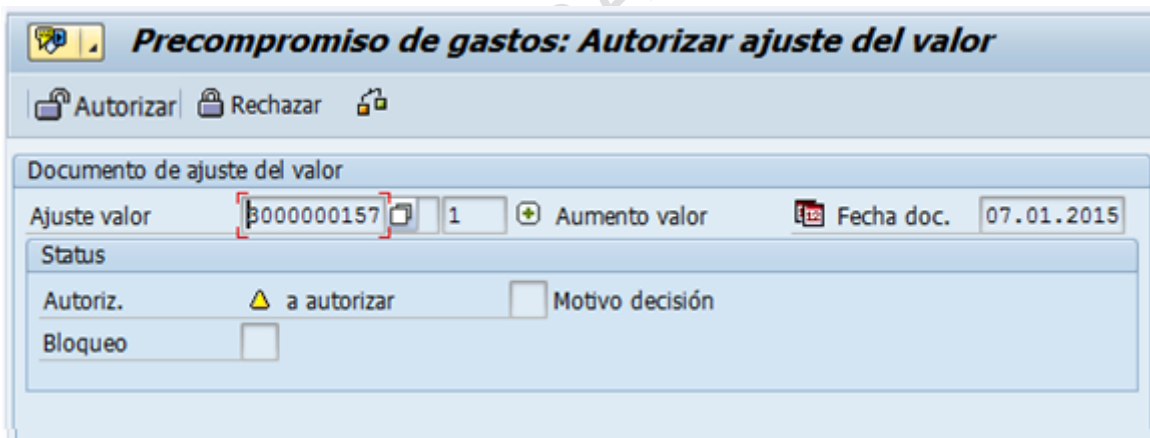 Precompromiso de gastos: Autorizar ajuste del valor
Autorizar Rechazar
Documento de ajuste del valor
Ajuste valor 3000000157 1 Aumento valor Fecha doc. 07.01.2015
Status
Autoriz. a autorizar Motivo decisión
Bloqueo